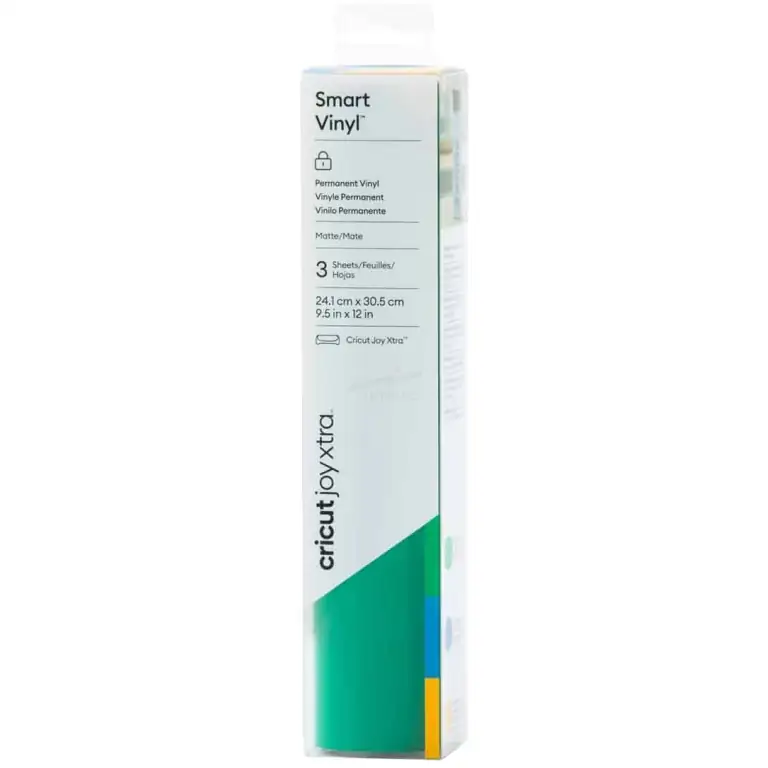 Smart
Vinyl™
Permanent Vinyl
Vinyle Permanent
Vinilo Permanente
Matte/Mate
3 Sheets/Feuilles/
Hojas
24.1 cm x 30.5 cm
9.5 in x 12 in
Cricut Joy Xtra™
cricut joy xtra™